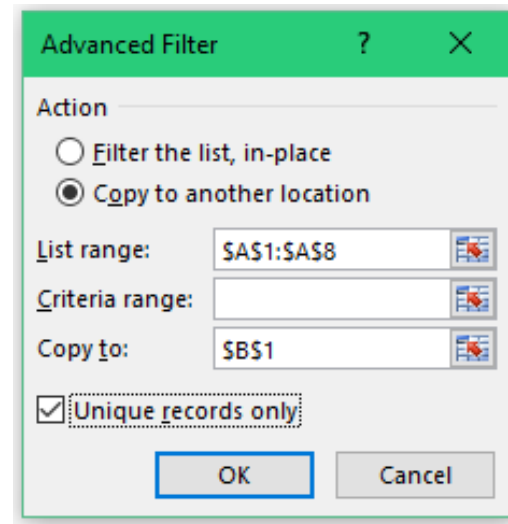 Advanced Filter ? ×
Action
Filter the list, in-place
Copy to another location
List range: $A$1:$A$8
Criteria range:
Copy to: $B$1
Unique records only
OK Cancel